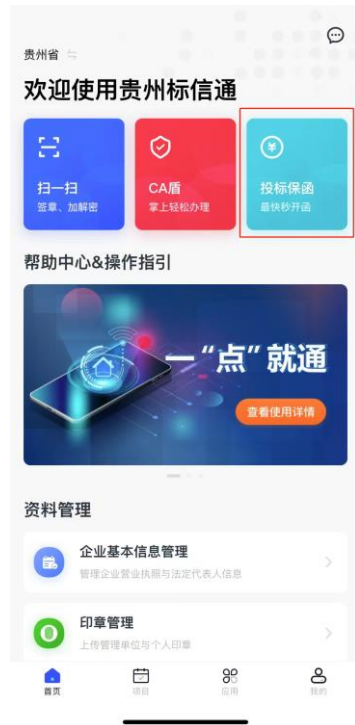 贵州省
欢迎使用贵州标信通
扫一扫
签章、加解密
CA盾
掌上轻松办理
投标保函
最快秒开函
帮助中心&操作指引
一“点”就通
查看使用详情
资料管理
企业基本信息管理
管理企业营业执照与法定代表人信息
印章管理
上传管理单位与个人印章
首页
项目
应用
我的